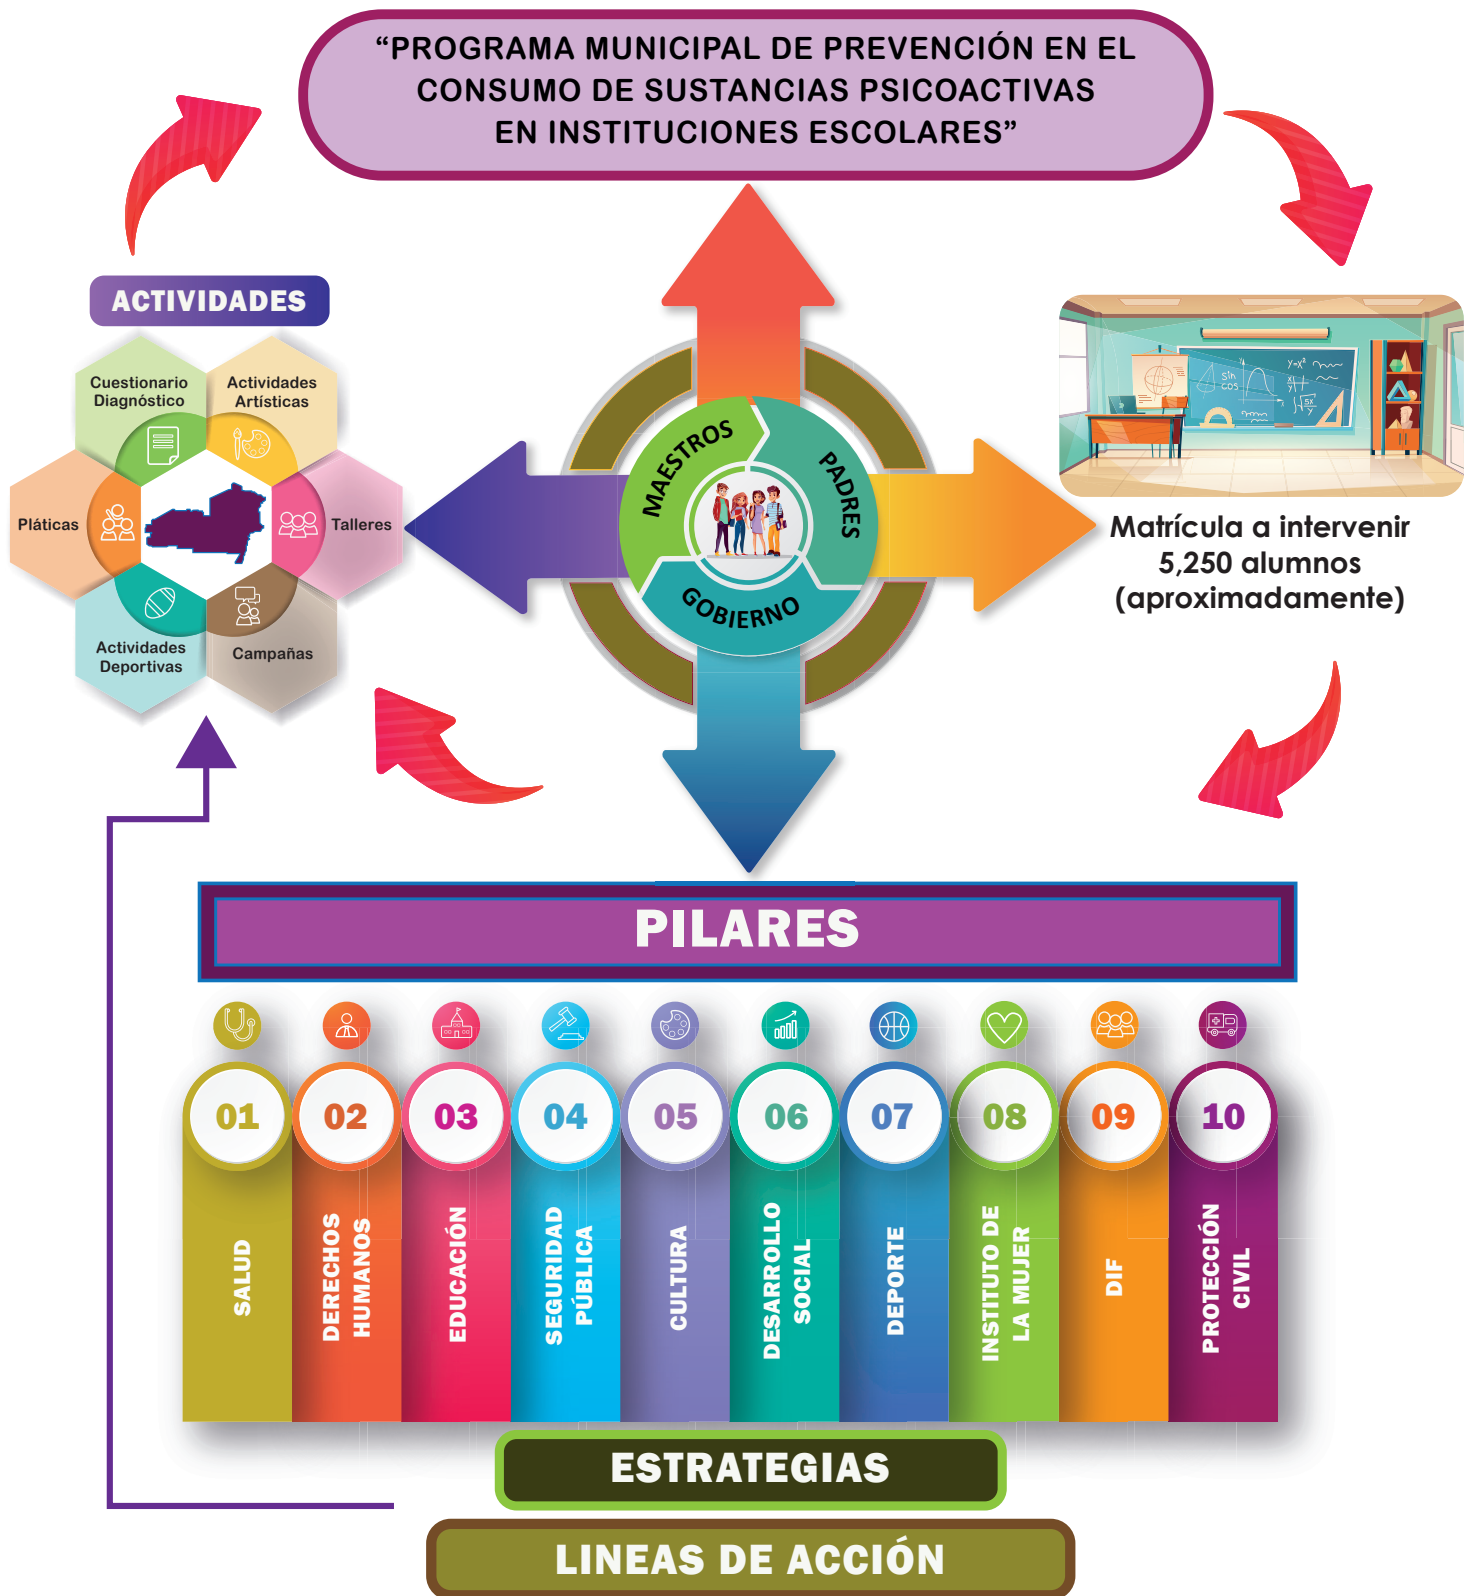 “PROGRAMA MUNICIPAL DE PREVENCIÓN EN EL
CONSUMO DE SUSTANCIAS PSICOACTIVAS
EN INSTITUCIONES ESCOLARES”
ACTIVIDADES
Cuestionario
Diagnóstico
Actividades
Artísticas
Pláticas
Talleres
Actividades
Deportivas
Campañas
MAESTROS
PADRES
GOBIERNO
sin
cos
y=x²
Matrícula a intervenir
5,250 alumnos
(aproximadamente)
PILARES
01
02
03
04
05
06
07
08
09
10
SALUD
DERECHOS
HUMANOS
EDUCACIÓN
SEGURIDAD
PÚBLICA
CULTURA
DESARROLLO
SOCIAL
DEPORTE
INSTITUTO DE
LA MUJER
DIF
PROTECCIÓN
CIVIL
ESTRATEGIAS
LINEAS DE ACCIÓN